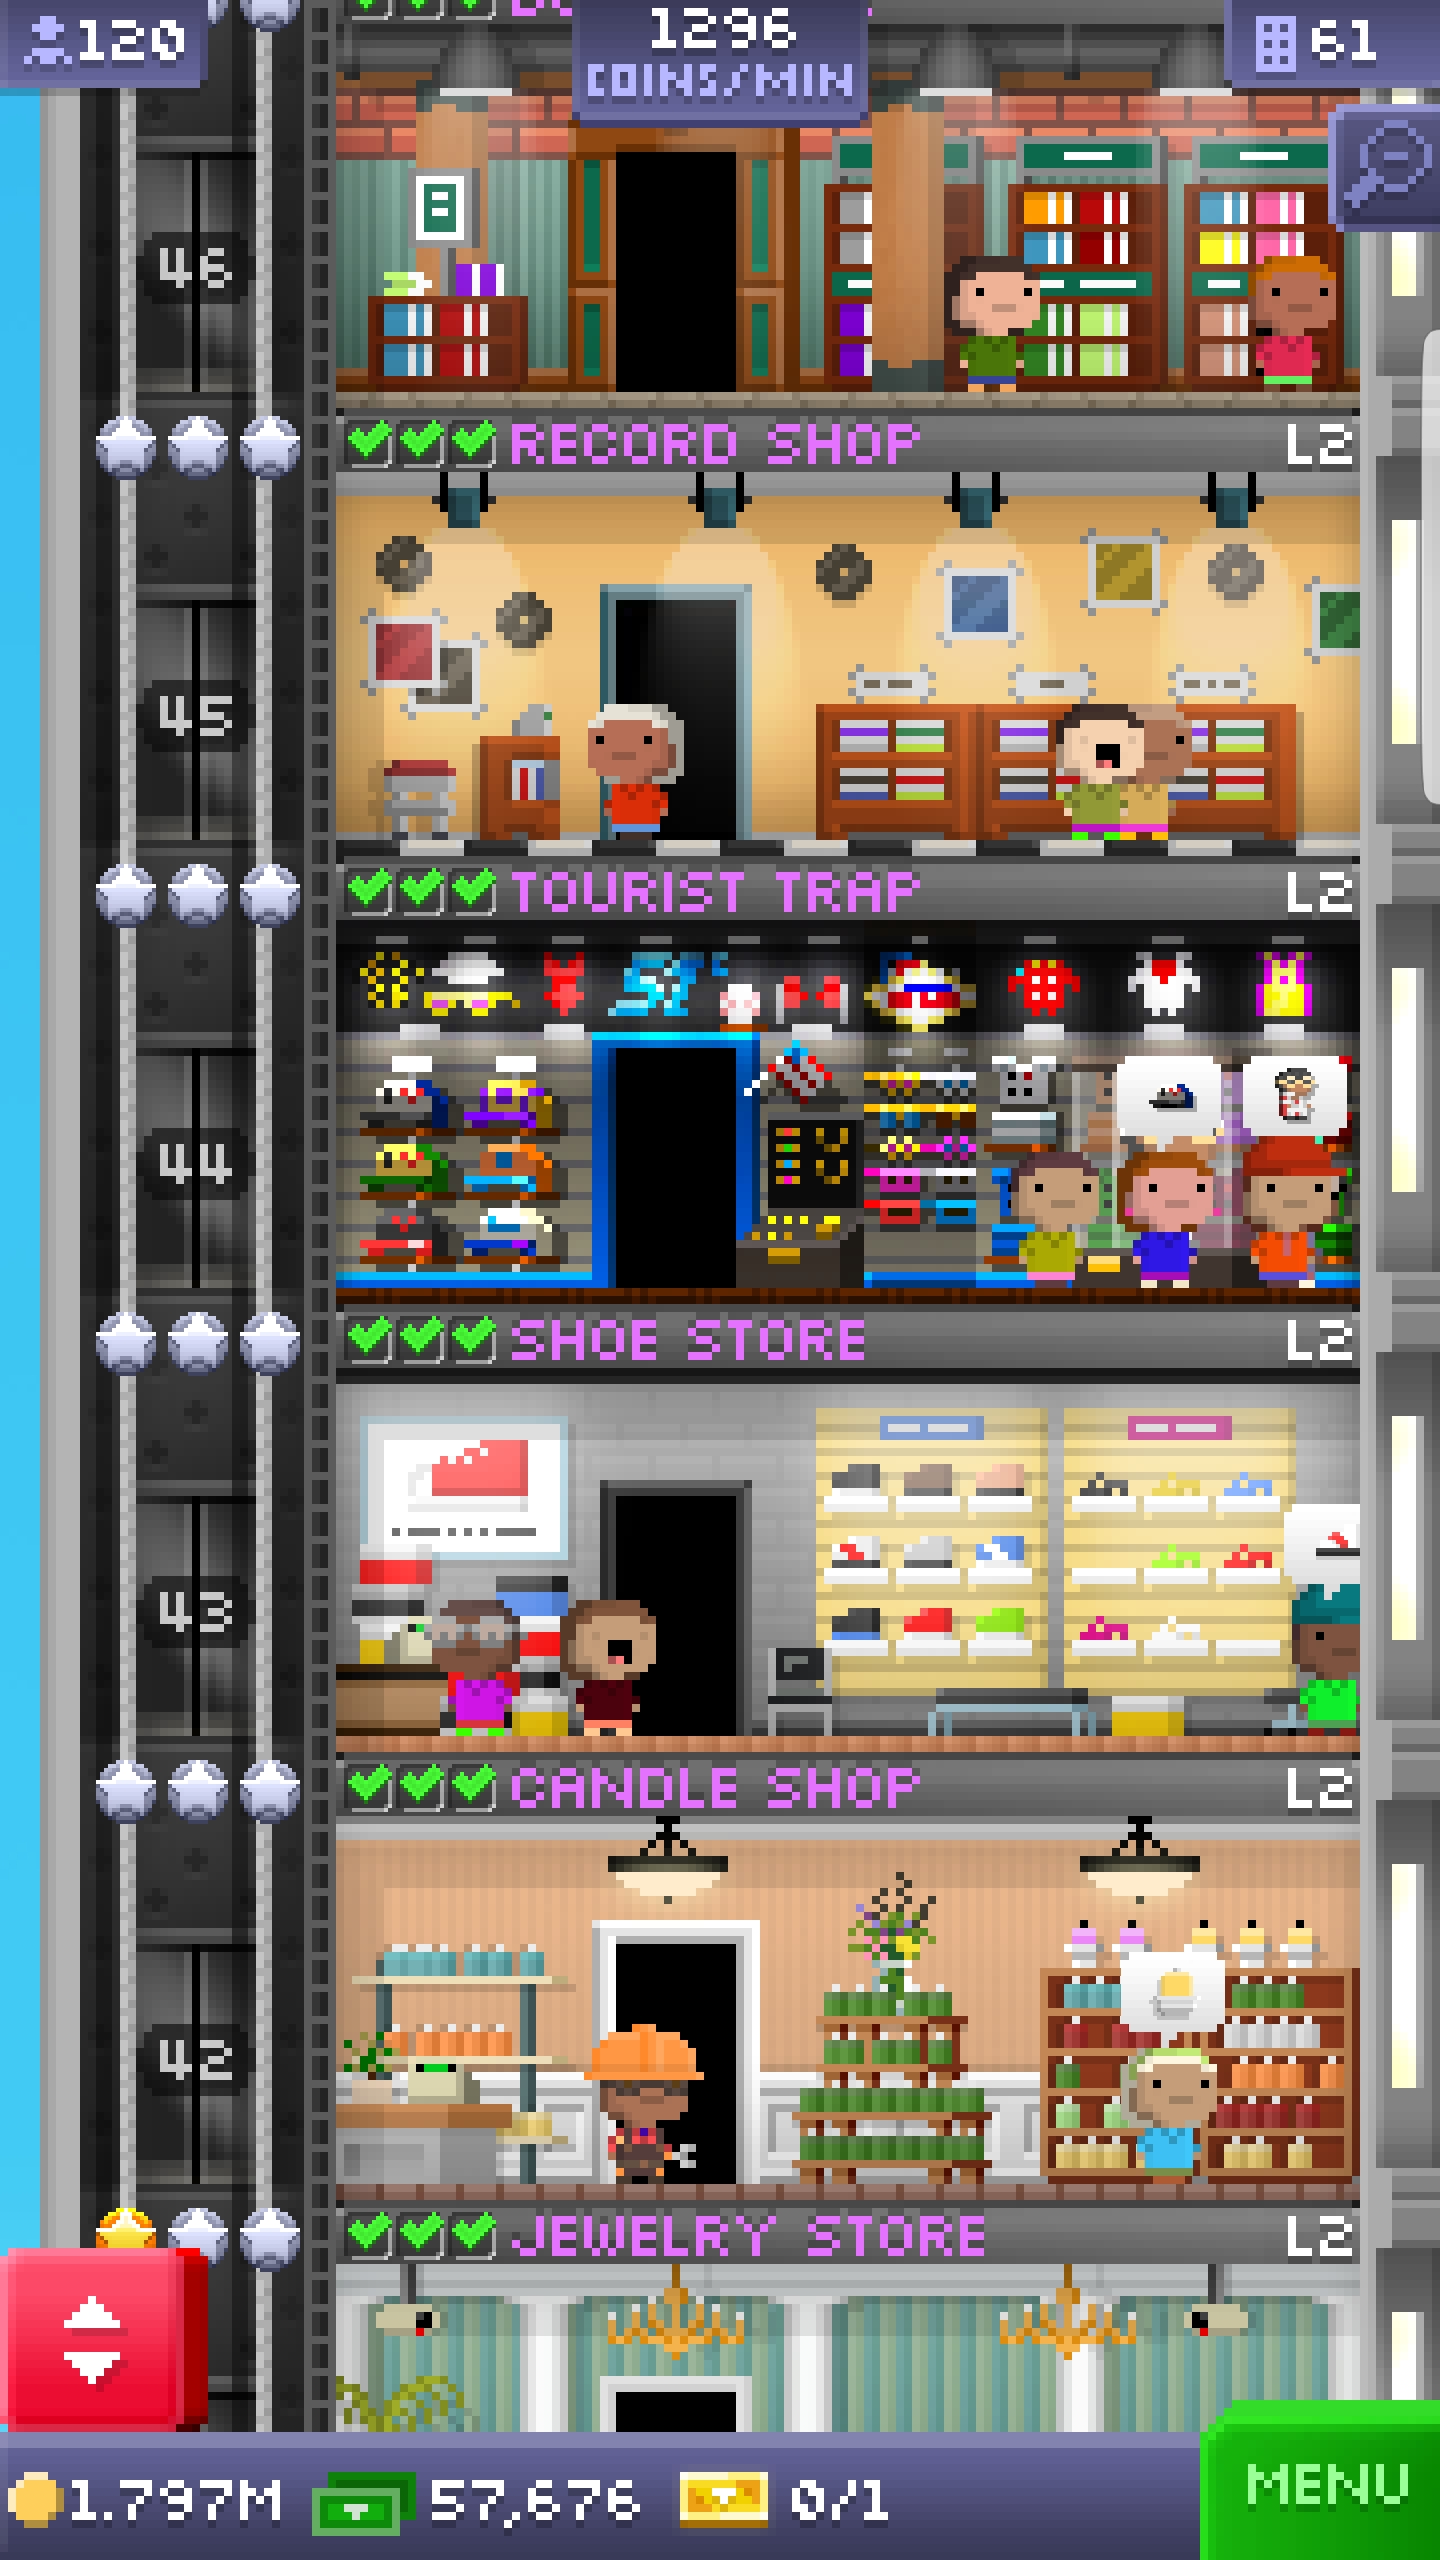 120
1296
COINS/MIN
61
46
RECORD SHOP L2
45
TOURIST TRAP L2
44
SHOE STORE L2
43
CANDLE SHOP L2
42
JEWELRY STORE L2
1.797M 57,676 0/1
MENU